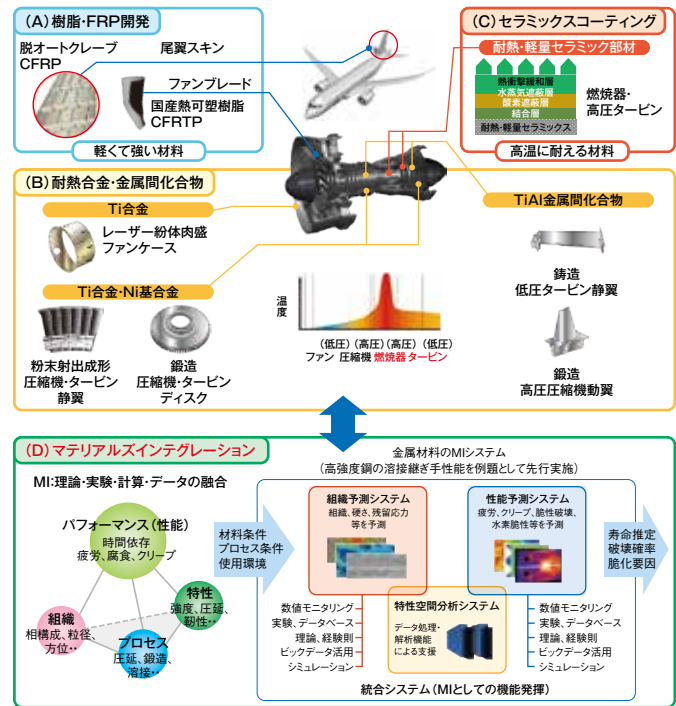 (A)樹脂・FRP開発
脱オートクレーブ
CFRP
尾翼スキン
ファンブレード
国産熱可塑樹脂
CFRTP
軽くて強い材料
(C)セラミックスコーティング
耐熱・軽量セラミック部材
熱衝撃緩和層
水蒸気遮蔽層
酸素遮蔽層
結合層
耐熱・軽量セラミックス
燃焼器・
高圧タービン
高温に耐える材料
(B)耐熱合金・金属間化合物
Ti合金
レーザー紛体肉盛
ファンケース
Ti合金・Ni基合金
粉末射出成形
圧縮機・タービン
静翼
鍛造
圧縮機・タービン
ディスク
温度
(低圧)(高圧)(高圧)(低圧)
ファン 圧縮機 燃焼器 タービン
TiAl金属間化合物
鋳造
低圧タービン静翼
鍛造
高圧圧縮機動翼
(D)マテリアルズインテグレーション
MI:理論・実験・計算・データの融合
パフォーマンス(性能)
時間依存
疲労、腐食、クリープ
特性
強度、圧延、
靭性・・
組織
相構成、粒径、
方位・・
プロセス
圧延、鍛造、
溶接・・
金属材料のMIシステム
(高強度鋼の溶接継ぎ手性能を例題として先行実施)
材料条件
プロセス条件
使用環境
組織予測システム
組織、硬さ、残留応力
等を予測
性能予測システム
疲労、クリープ、脆性破壊、
水素脆性等を予測
寿命推定
破壊確率
脆化要因
数値モニタリング
実験、データベース
理論、経験則
ビックデータ活用
シミュレーション
特性空間分析システム
データ処理・
解析機能
による支援
数値モニタリング
実験、データベース
理論、経験則
ビックデータ活用
シミュレーション
統合システム(MIとしての機能発揮)